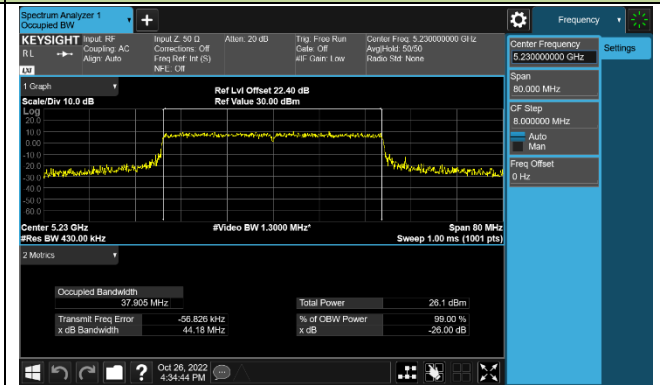 Spectrum Analyzer 1
Occupied BW
Frequency
KEYSIGHT
RL
LXI
Input: RF
Coupling: AC
Align: Auto
Input Z: 50 Ω
Corrections: Off
Freq Ref: Int (S)
NFE: Off
Atten: 20 dB
Trig: Free Run
Gate: Off
#IF Gain: Low
Center Freq: 5.230000000 GHz
Avg|Hold: 50/50
Radio Std: None
Center Frequency
5.230000000 GHz
Settings
Span
80.000 MHz
CF Step
8.000000 MHz
Auto
Man
Freq Offset
0 Hz
1 Graph
Scale/Div 10.0 dB
Ref Lvl Offset 22.40 dB
Ref Value 30.00 dBm
Log
20.0
10.0
0.00
-10.0
-20.0
-30.0
-40.0
-50.0
-60.0
Center 5.23 GHz
#Video BW 1.3000 MHz*
Span 80 MHz
#Res BW 430.00 kHz
Sweep 1.00 ms (1001 pts)
2 Metrics
Occupied Bandwidth
37.905 MHz
Total Power 26.1 dBm
Transmit Freq Error -56.826 kHz
% of OBW Power 99.00 %
x dB Bandwidth 44.18 MHz
x dB -26.00 dB
?
Oct 26, 2022
4:34:44 PM